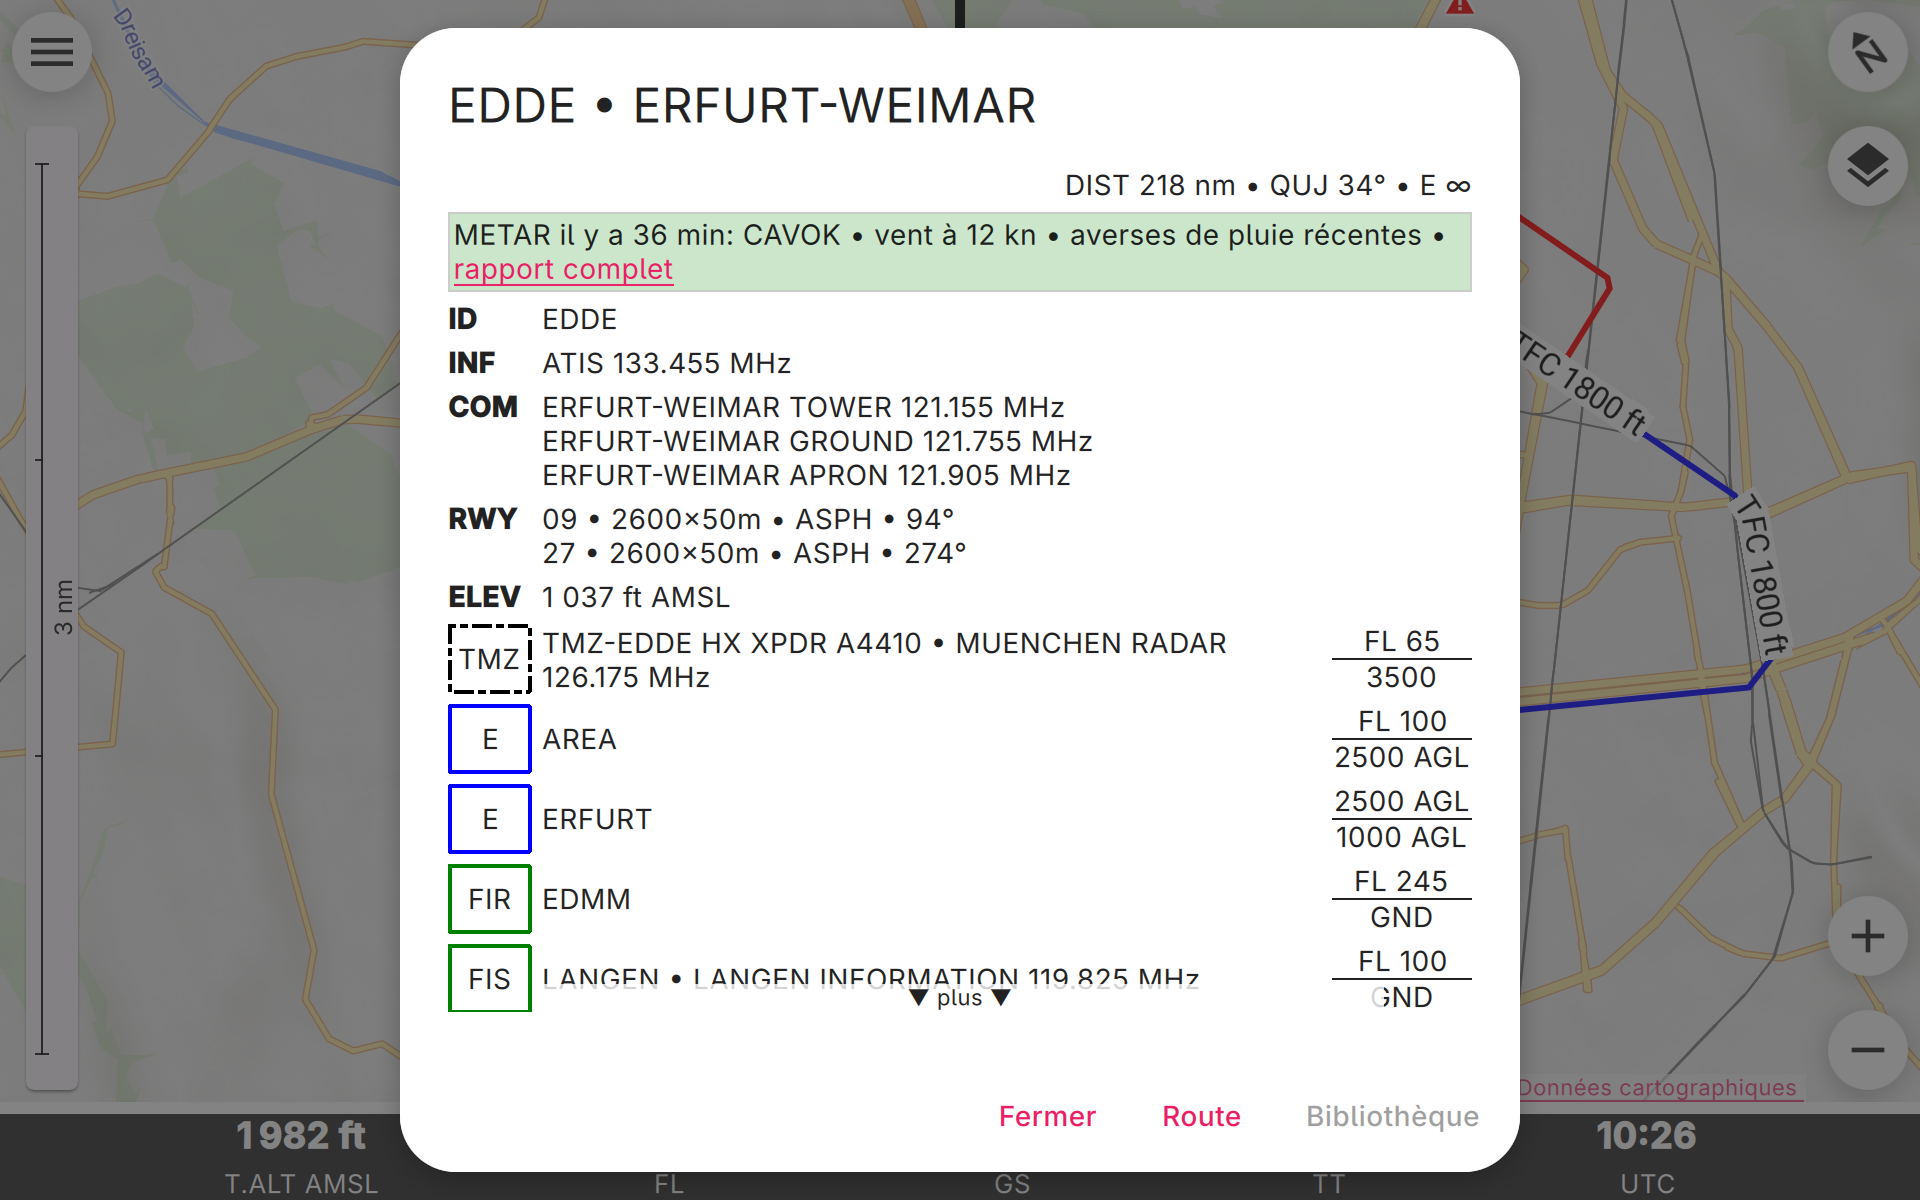 Dreisam
EDDE • ERFURT-WEIMAR
DIST 218 nm • QUJ 34° • E ∞
METAR il y a 36 min: CAVOK • vent à 12 kn • averses de pluie récentes •
rapport complet
ID EDDE
INF ATIS 133.455 MHz
COM ERFURT-WEIMAR TOWER 121.155 MHz
ERFURT-WEIMAR GROUND 121.755 MHz
ERFURT-WEIMAR APRON 121.905 MHz
RWY 09 • 2600×50m • ASPH • 94°
27 • 2600×50m • ASPH • 274°
ELEV 1 037 ft AMSL
TMZ TMZ-EDDE HX XPDR A4410 • MUENCHEN RADAR
126.175 MHz
FL 65
3500
E AREA
FL 100
2500 AGL
E ERFURT
2500 AGL
1000 AGL
FIR EDMM
FL 245
GND
FIS LANGEN • LANGEN INFORMATION 119.825 MHz
FL 100
GND
▼ plus ▼
Fermer Route Bibliothèque
3 nm
N
TFC 1800 ft
TFC 1800 ft
Données cartographiques
1 982 ft
T.ALT AMSL
FL
GS
TT
10:26
UTC